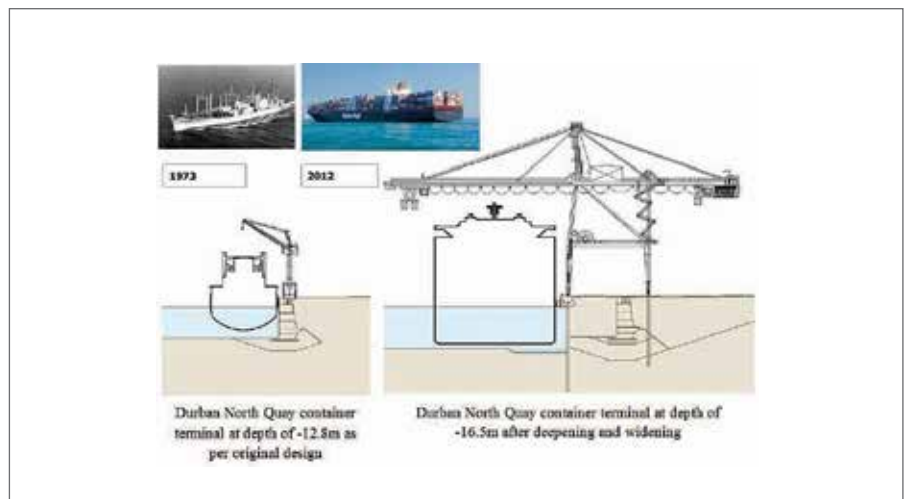 1973
2012
Durban North Quay container
terminal at depth of -12.8m as
per original design
Durban North Quay container terminal at depth of
-16.5m after deepening and widening